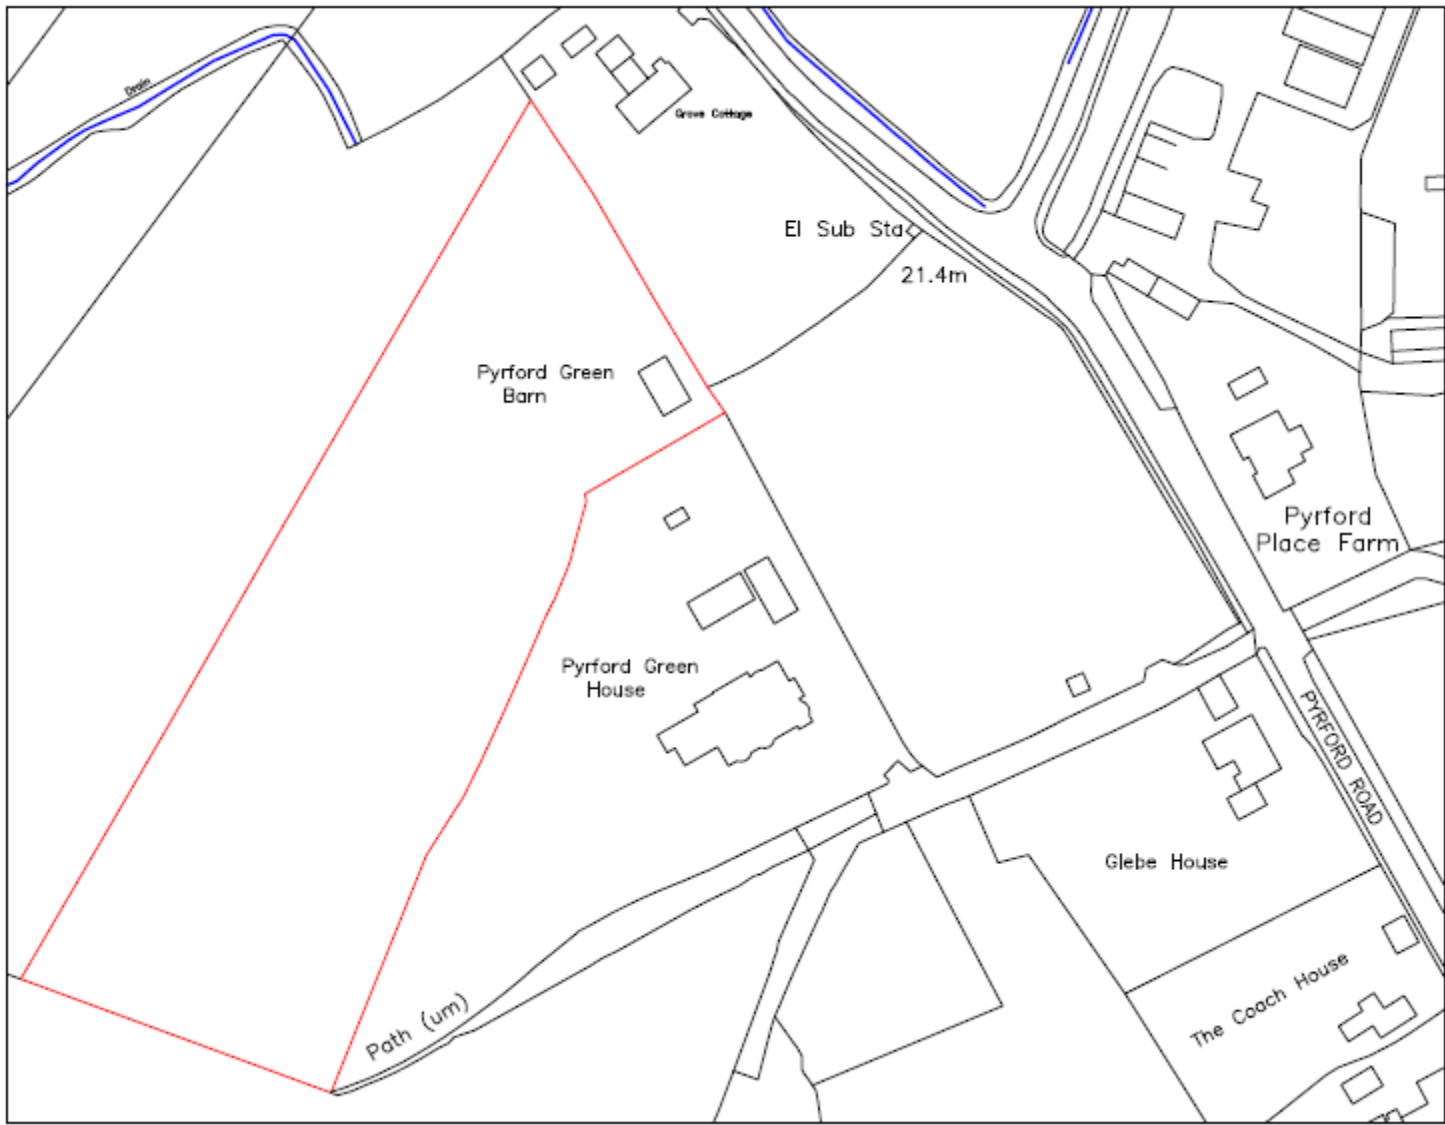 Drain
Grove Cottage
El Sub Sta
21.4m
Pyrford Green
Barn
Pyrford
Place Farm
Pyrford Green
House
PYRFORD ROAD
Glebe House
The Coach House
Path (um)